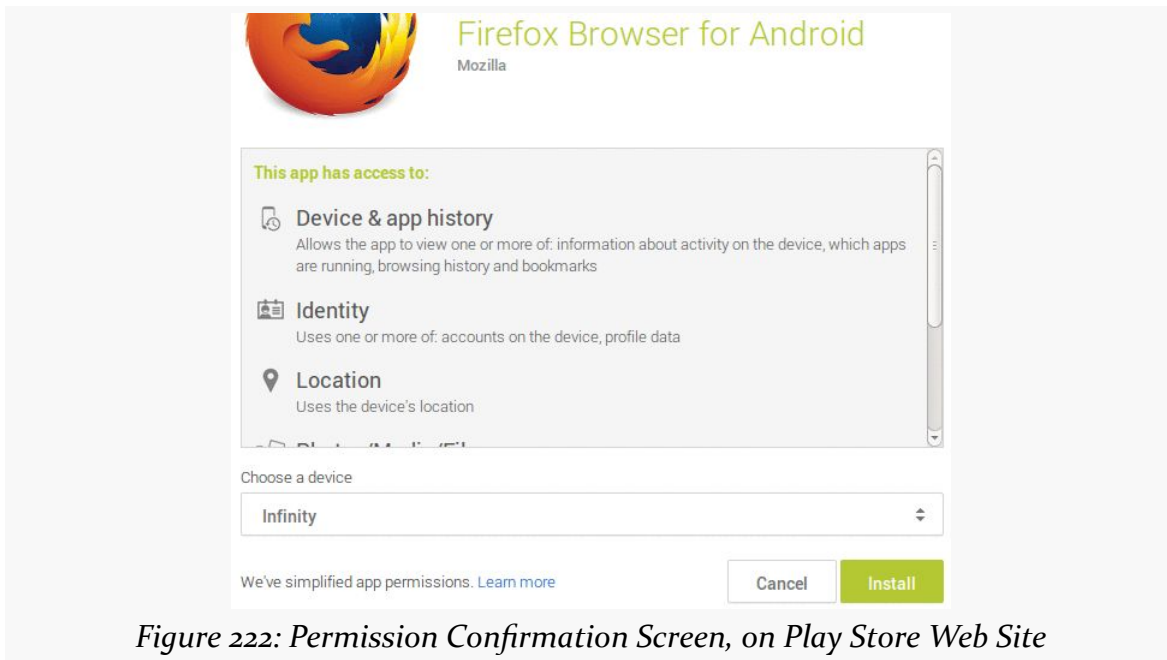 Firefox Browser for Android
Mozilla
This app has access to:
Device & app history
Allows the app to view one or more of: information about activity on the device, which apps
are running, browsing history and bookmarks
Identity
Uses one or more of: accounts on the device, profile data
Location
Uses the device's location
Choose a device
Infinity
We've simplified app permissions. Learn more
Cancel
Install
Figure 222: Permission Confirmation Screen, on Play Store Web Site